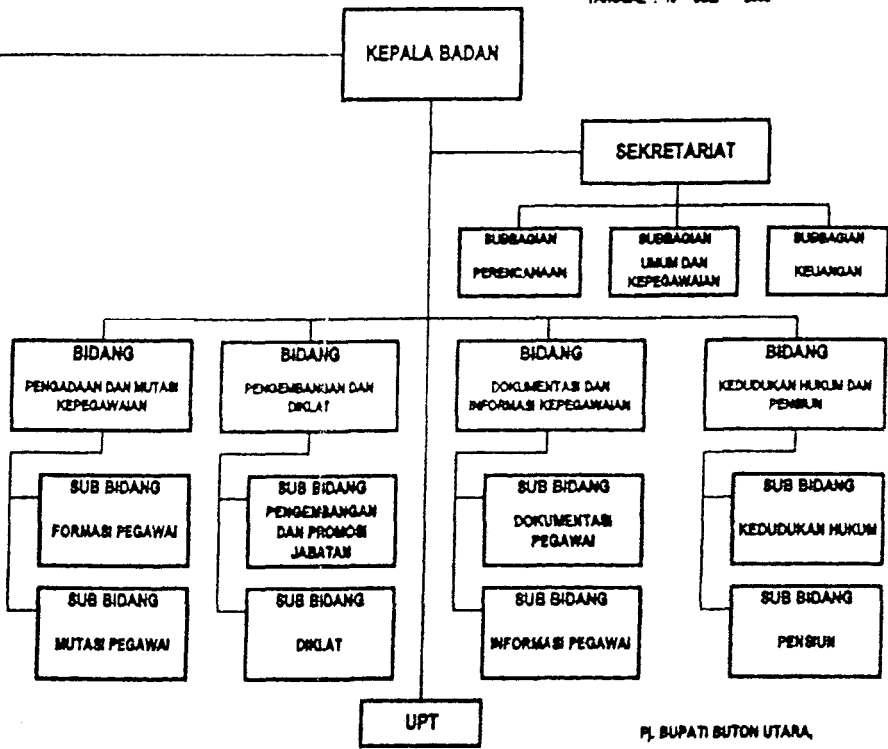 KEPALA BADAN
SEKRETARIAT
SUBBAGIAN
PERENCANAAN
SUBBAGIAN
UMUM DAN
KEPEGAWAIAN
SUBBAGIAN
KEUANGAN
BIDANG
PENGADAAN DAN MUTASI
KEPEGAWAIAN
BIDANG
PENGEMBANGAN DAN
DIKLAT
BIDANG
DOKUMENTASI DAN
INFORMASI KEPEGAWAIAN
BIDANG
KEDUDUKAN HUKUM DAN
PENSIUN
SUB BIDANG
FORMASI PEGAWAI
SUB BIDANG
PENGEMBANGAN
DAN PROMOSI
JABATAN
SUB BIDANG
DOKUMENTASI
PEGAWAI
SUB BIDANG
KEDUDUKAN HUKUM
SUB BIDANG
MUTASI PEGAWAI
SUB BIDANG
DIKLAT
SUB BIDANG
INFORMASI PEGAWAI
SUB BIDANG
PENSIUN
UPT
Pj. BUPATI BUTON UTARA,